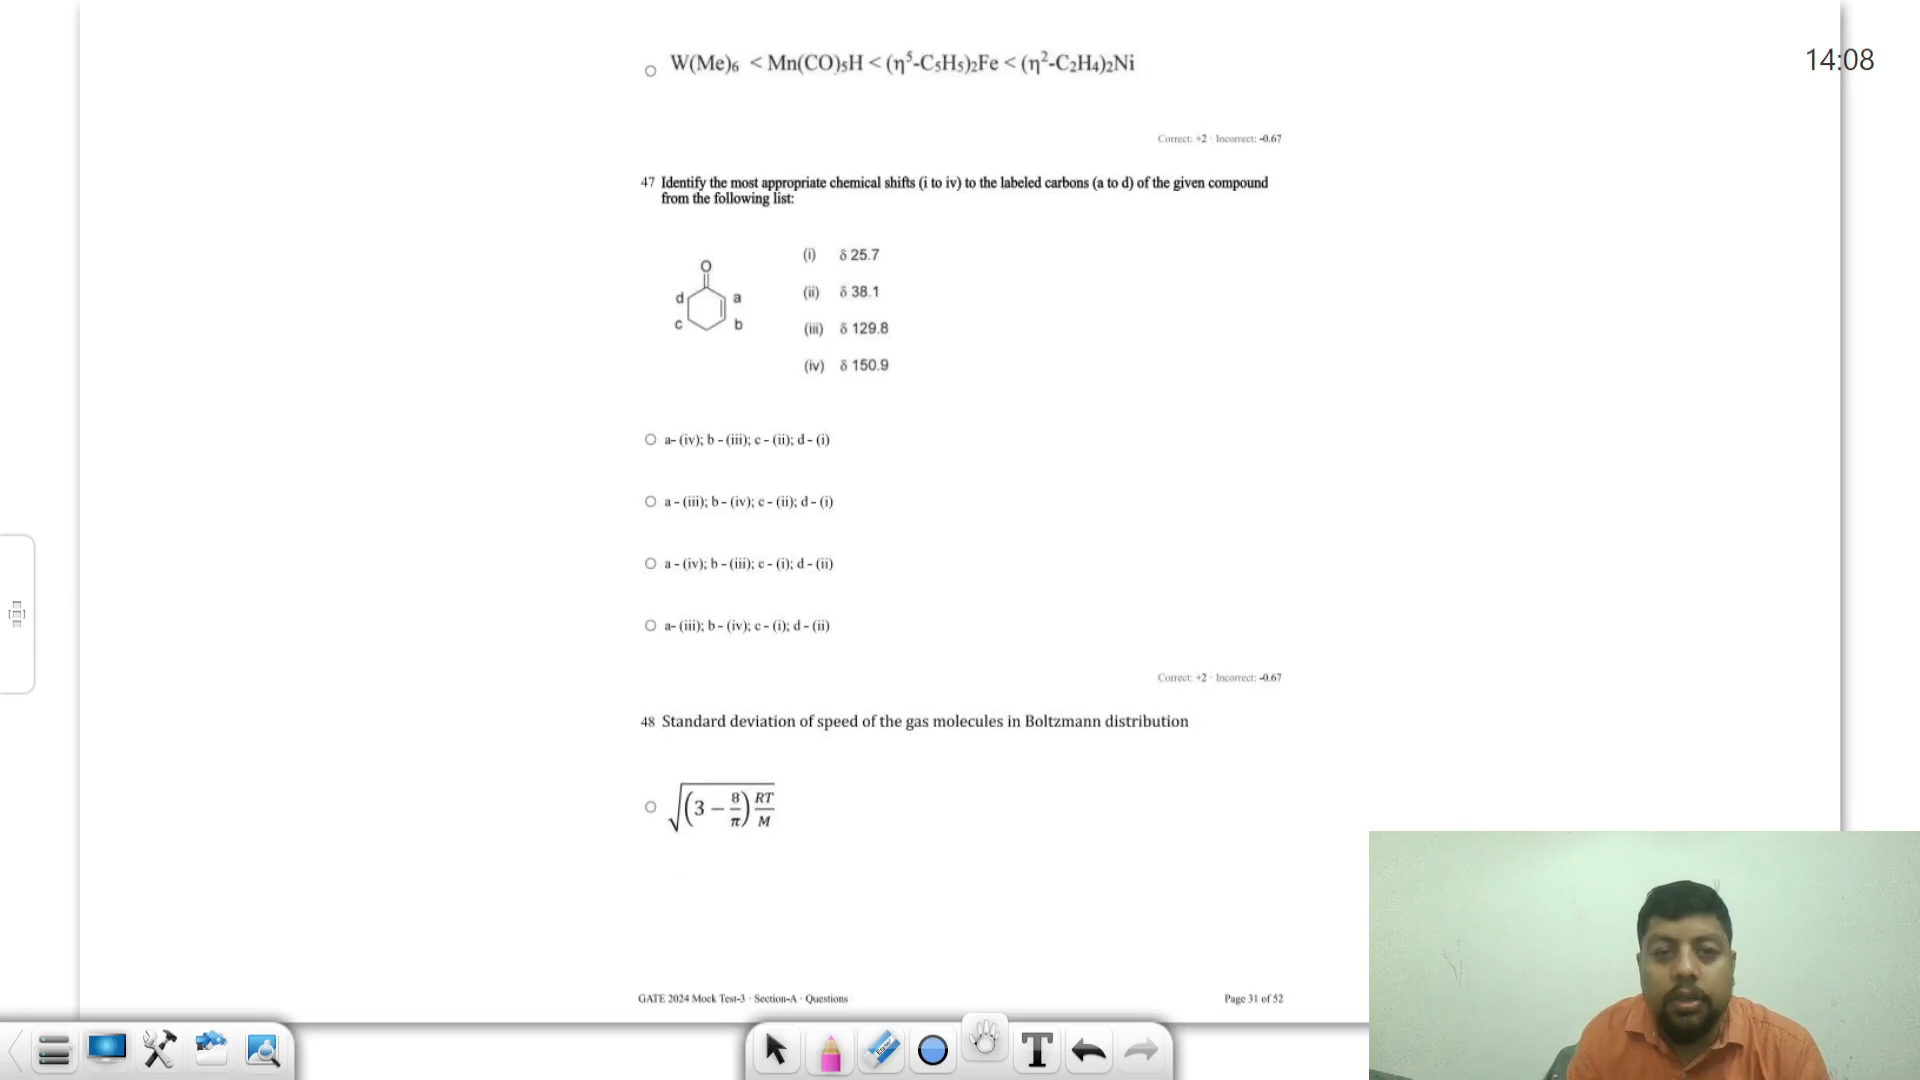 W(Me)₆ < Mn(CO)₅H < (η⁵-C₅H₅)₂Fe < (η²-C₂H₄)₂Ni
14:08
Correct: +2 · Incorrect: -0.67
47 Identify the most appropriate chemical shifts (i to iv) to the labeled carbons (a to d) of the given compound
from the following list:
O
d
a
c
b
(i) δ 25.7
(ii) δ 38.1
(iii) δ 129.8
(iv) δ 150.9
a- (iv); b - (iii); c - (ii); d - (i)
a - (iii); b - (iv); c - (ii); d - (i)
a - (iv); b - (iii); c - (i); d - (ii)
a- (iii); b - (iv); c - (i); d - (ii)
Correct: +2 · Incorrect: -0.67
48 Standard deviation of speed of the gas molecules in Boltzmann distribution
√((3 − 8/π) RT/M)
GATE 2024 Mock Test-3 · Section-A · Questions
Page 31 of 52
Eraser
T